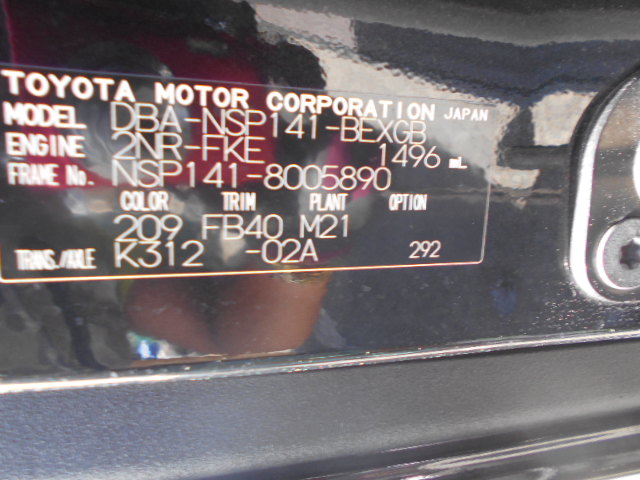 TOYOTA MOTOR CORPORATION JAPAN
MODEL DBA-NSP141-BEXGB
ENGINE 2NR-FKE 1496 mL
FRAME No. NSP141-8005890
COLOR TRIM PLANT OPTION
209 FB40 M21
TRANS./AXLE K312 -02A 292